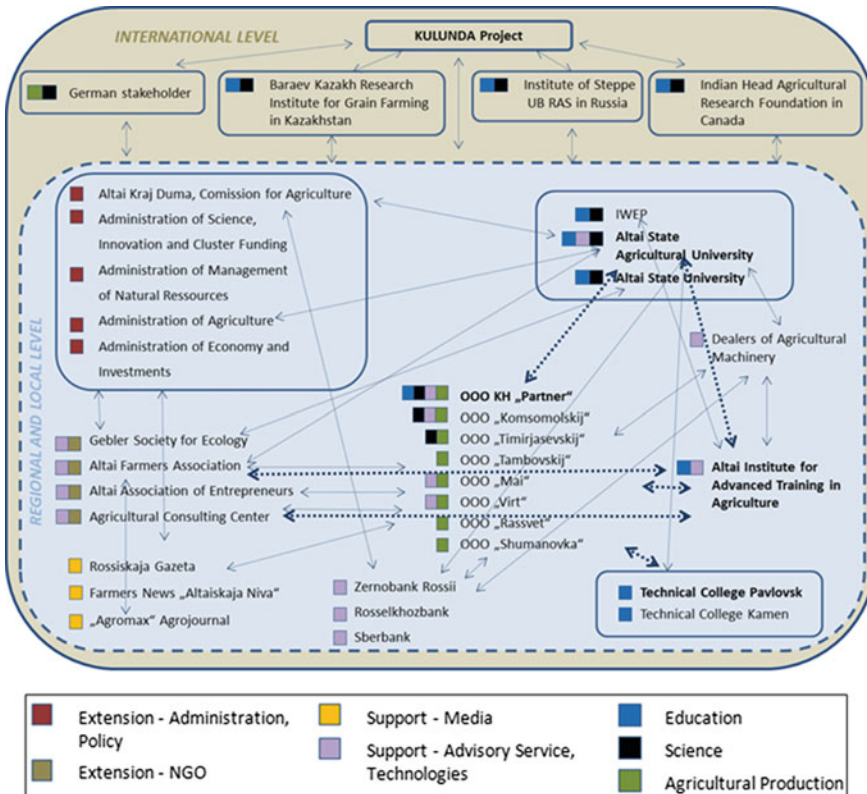 INTERNATIONAL LEVEL
KULUNDA Project
German stakeholder
Baraev Kazakh Research
Institute for Grain Farming
in Kazakhstan
Institute of Steppe
UB RAS in Russia
Indian Head Agricultural
Research Foundation in
Canada
REGIONAL AND LOCAL LEVEL
Altai Kraj Duma, Comission for Agriculture
Administration of Science,
Innovation and Cluster Funding
Administration of Management
of Natural Ressources
Administration of Agriculture
Administration of Economy and
Investments
IWEP
Altai State
Agricultural University
Altai State University
Dealers of Agricultural
Machinery
OOO KH „Partner“
OOO „Komsomolskij“
OOO „Timirjasevskij“
OOO „Tambovskij“
OOO „Mai“
OOO „Virt“
OOO „Rassvet“
OOO „Shumanovka“
Gebler Society for Ecology
Altai Farmers Association
Altai Association of Entrepreneurs
Agricultural Consulting Center
Altai Institute for
Advanced Training in
Agriculture
Rossiskaja Gazeta
Farmers News „Altaiskaja Niva“
„Agromax“ Agrojournal
Zernobank Rossii
Rosselkhozbank
Sberbank
Technical College Pavlovsk
Technical College Kamen
Extension - Administration,
Policy
Extension - NGO
Support - Media
Support - Advisory Service,
Technologies
Education
Science
Agricultural Production